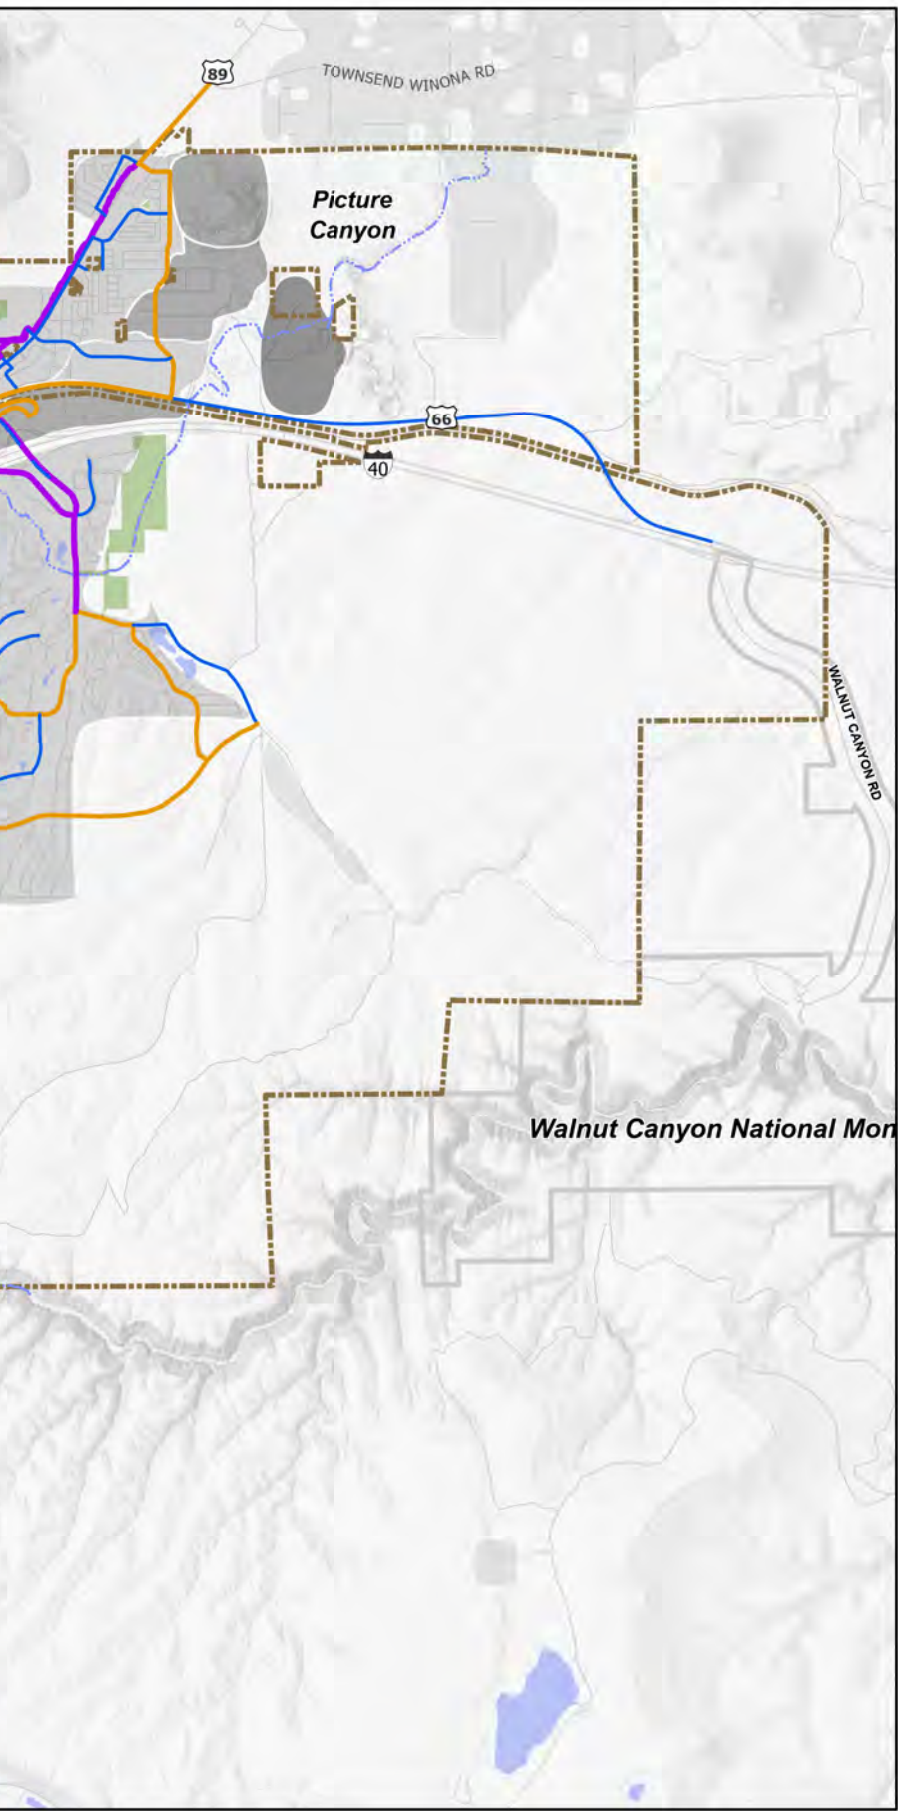 89
TOWNSEND WINONA RD
Picture
Canyon
66
40
WALNUT CANYON RD
Walnut Canyon National Mon